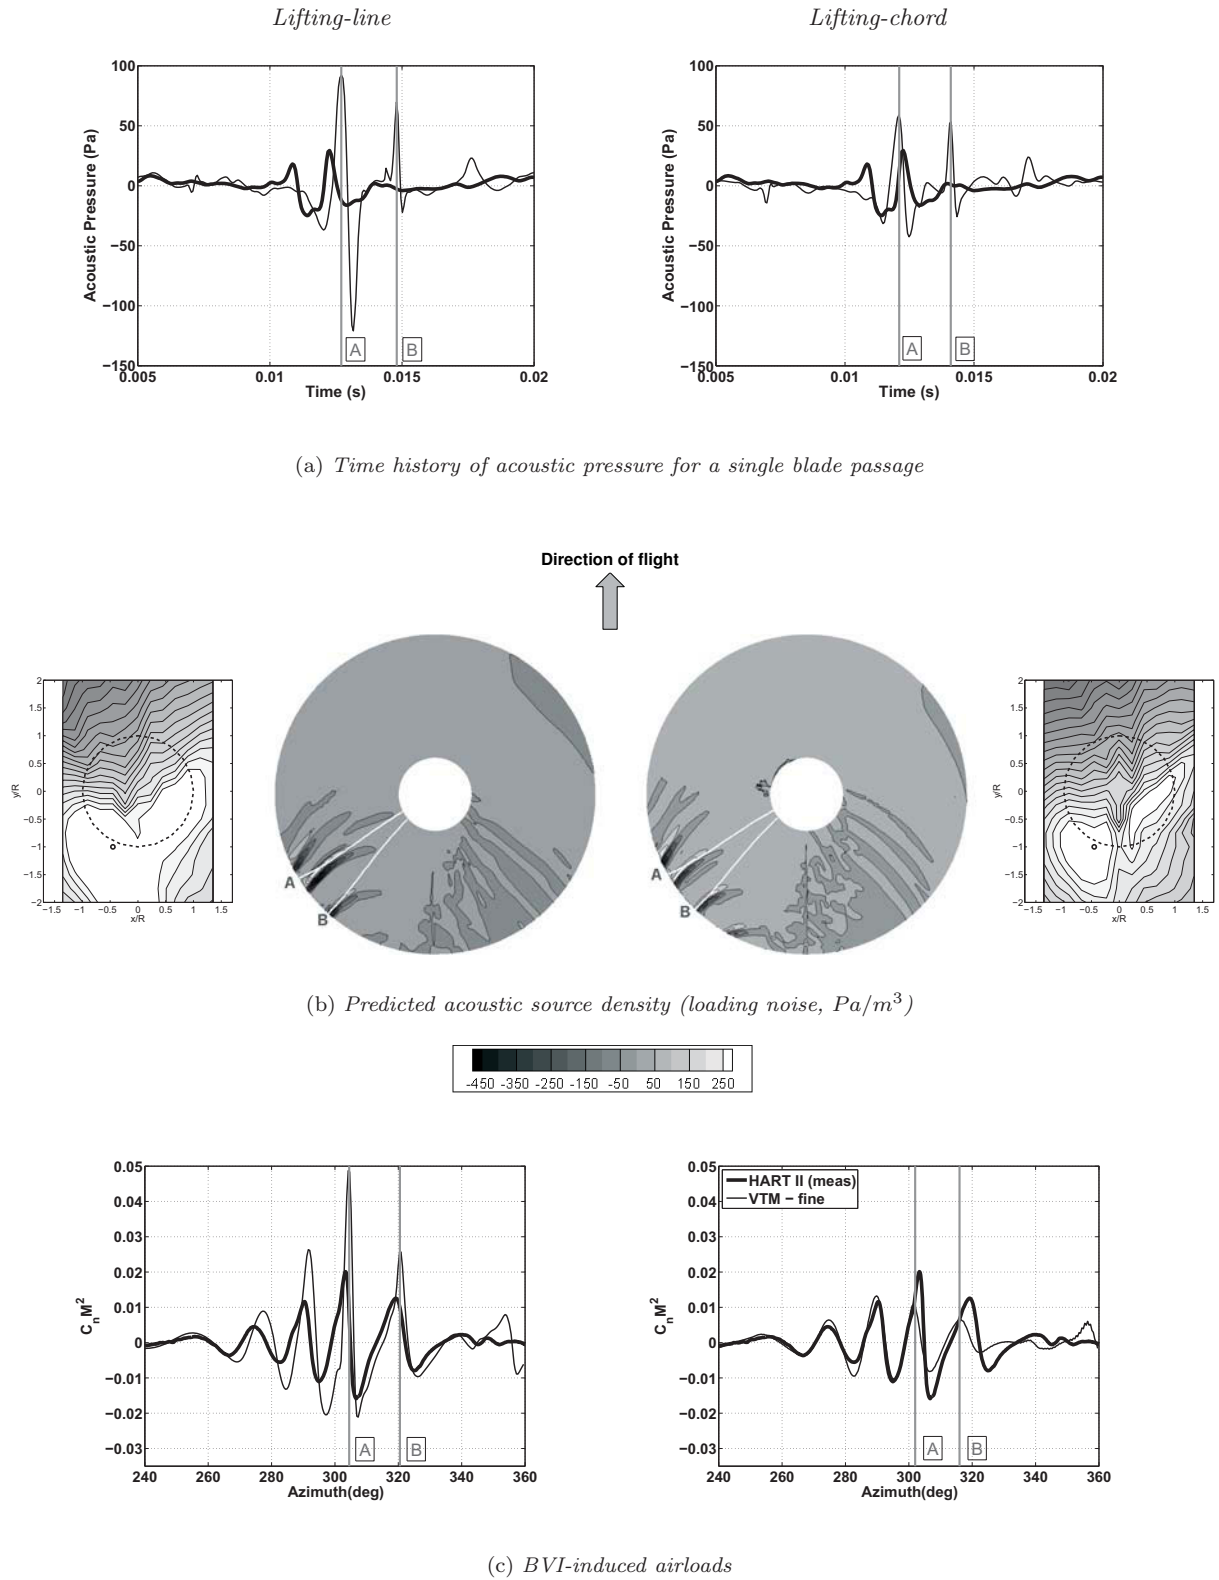 Lifting-line
Lifting-chord
100
50
0
−50
−100
−150
0.005
0.01
0.015
0.02
Acoustic Pressure (Pa)
Time (s)
A
B
100
50
0
−50
−100
−150
0.005
0.01
0.015
0.02
Acoustic Pressure (Pa)
Time (s)
A
B
(a) Time history of acoustic pressure for a single blade passage
Direction of flight
2
1.5
1
0.5
0
−0.5
−1
−1.5
−2
−1.5 −1 −0.5 0 0.5 1 1.5
y/R
x/R
A
B
A
B
2
1.5
1
0.5
0
−0.5
−1
−1.5
−2
−1.5 −1 −0.5 0 0.5 1 1.5
y/R
x/R
(b) Predicted acoustic source density (loading noise, Pa/m³)
-450 -350 -250 -150 -50 50 150 250
0.05
0.04
0.03
0.02
0.01
0
−0.01
−0.02
−0.03
240 260 280 300 320 340 360
CₙM²
Azimuth(deg)
A
B
HART II (meas)
VTM − fine
0.05
0.04
0.03
0.02
0.01
0
−0.01
−0.02
−0.03
240 260 280 300 320 340 360
CₙM²
Azimuth(deg)
A
B
(c) BVI-induced airloads